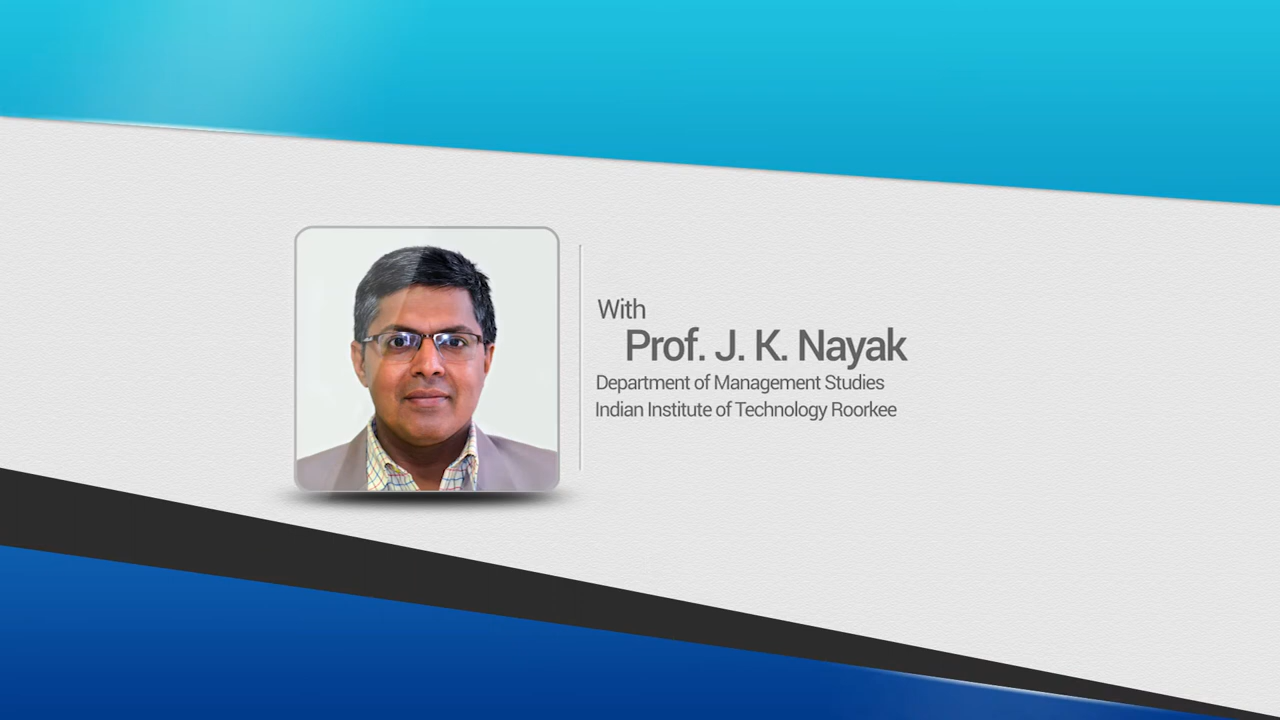 With
Prof. J. K. Nayak
Department of Management Studies
Indian Institute of Technology Roorkee